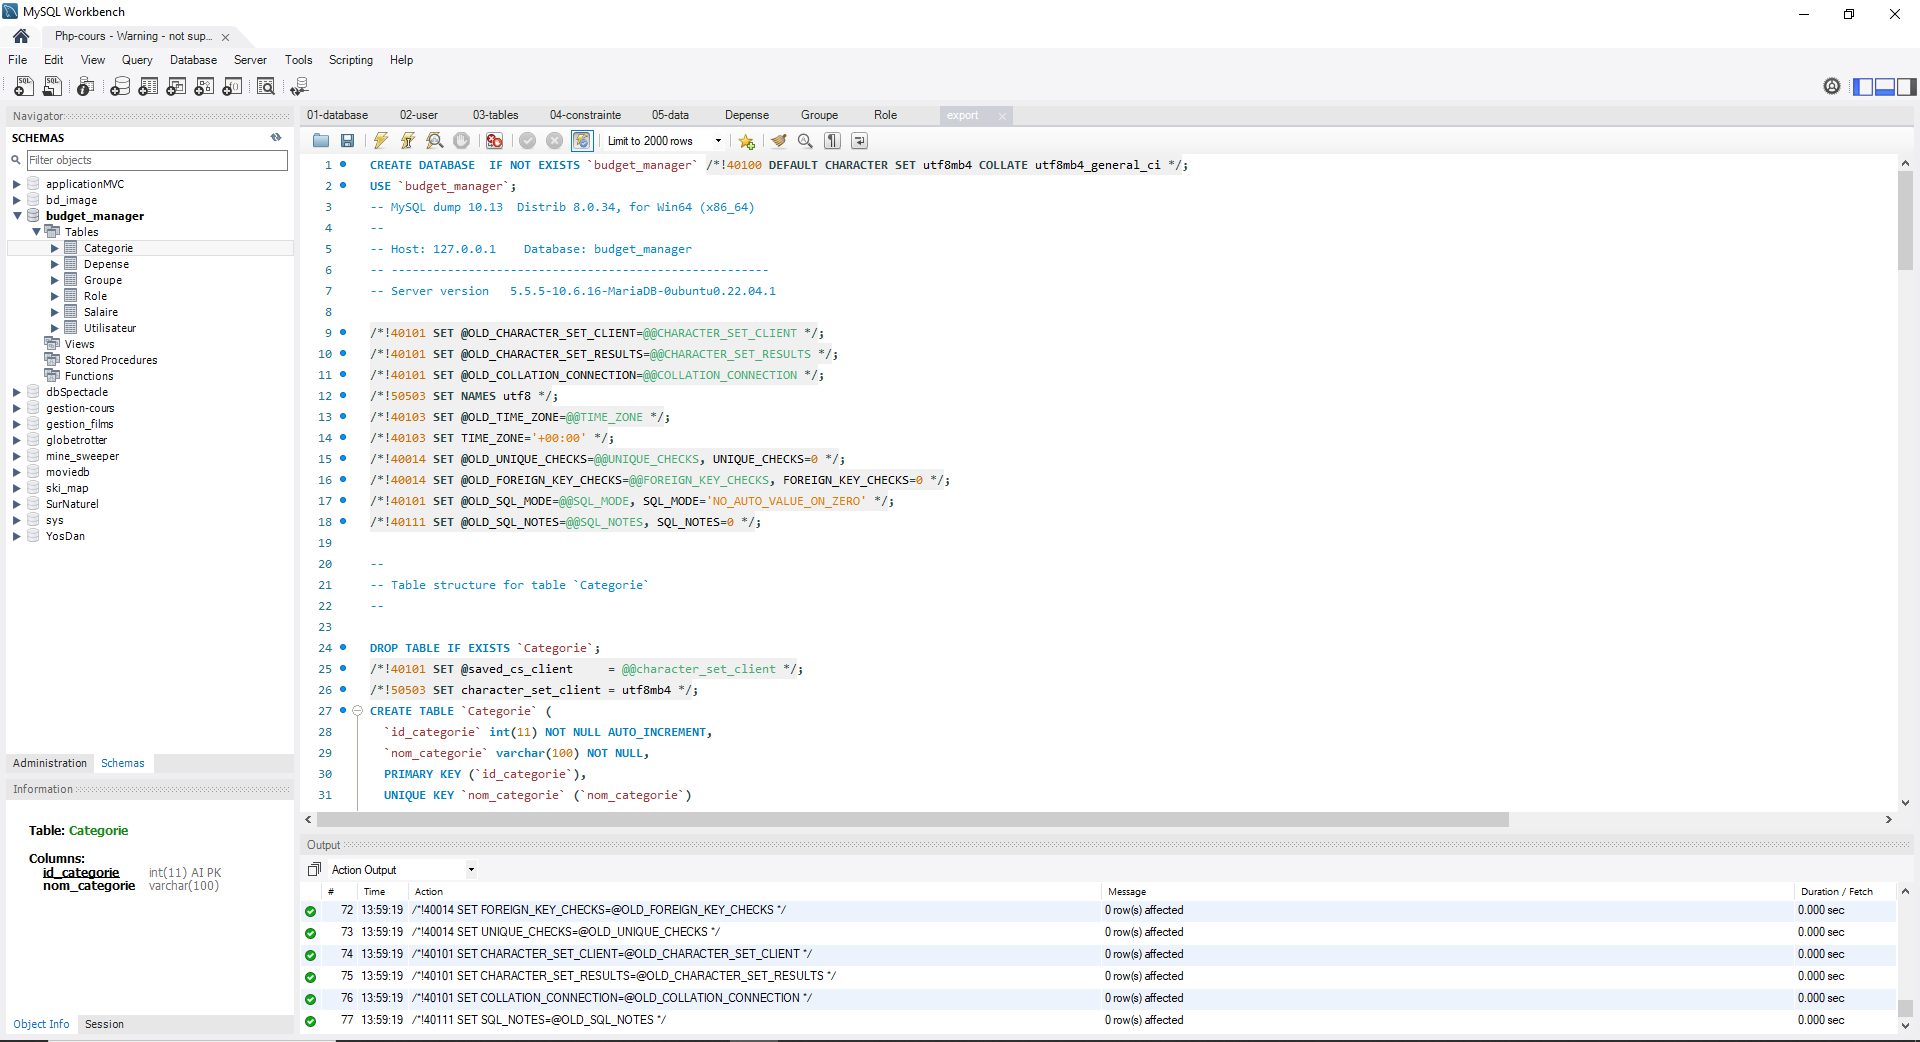 MySQL Workbench
Php-cours - Warning - not sup...
File Edit View Query Database Server Tools Scripting Help
Navigator
SCHEMAS
Filter objects
applicationMVC
bd_image
budget_manager
Tables
Categorie
Depense
Groupe
Role
Salaire
Utilisateur
Views
Stored Procedures
Functions
dbSpectacle
gestion-cours
gestion_films
globetrotter
mine_sweeper
moviedb
ski_map
SurNaturel
sys
YosDan
Administration Schemas
Information
Table: Categorie
Columns:
id_categorie int(11) AI PK
nom_categorie varchar(100)
Object Info Session
01-database 02-user 03-tables 04-constrainte 05-data Depense Groupe Role export
Limit to 2000 rows
1 CREATE DATABASE  IF NOT EXISTS `budget_manager` /*!40100 DEFAULT CHARACTER SET utf8mb4 COLLATE utf8mb4_general_ci */;
2 USE `budget_manager`;
3 -- MySQL dump 10.13  Distrib 8.0.34, for Win64 (x86_64)
4 --
5 -- Host: 127.0.0.1    Database: budget_manager
6 -- ------------------------------------------------------
7 -- Server version   5.5.5-10.6.16-MariaDB-0ubuntu0.22.04.1
8
9 /*!40101 SET @OLD_CHARACTER_SET_CLIENT=@@CHARACTER_SET_CLIENT */;
10 /*!40101 SET @OLD_CHARACTER_SET_RESULTS=@@CHARACTER_SET_RESULTS */;
11 /*!40101 SET @OLD_COLLATION_CONNECTION=@@COLLATION_CONNECTION */;
12 /*!50503 SET NAMES utf8 */;
13 /*!40103 SET @OLD_TIME_ZONE=@@TIME_ZONE */;
14 /*!40103 SET TIME_ZONE='+00:00' */;
15 /*!40014 SET @OLD_UNIQUE_CHECKS=@@UNIQUE_CHECKS, UNIQUE_CHECKS=0 */;
16 /*!40014 SET @OLD_FOREIGN_KEY_CHECKS=@@FOREIGN_KEY_CHECKS, FOREIGN_KEY_CHECKS=0 */;
17 /*!40101 SET @OLD_SQL_MODE=@@SQL_MODE, SQL_MODE='NO_AUTO_VALUE_ON_ZERO' */;
18 /*!40111 SET @OLD_SQL_NOTES=@@SQL_NOTES, SQL_NOTES=0 */;
19
20 --
21 -- Table structure for table `Categorie`
22 --
23
24 DROP TABLE IF EXISTS `Categorie`;
25 /*!40101 SET @saved_cs_client     = @@character_set_client */;
26 /*!50503 SET character_set_client = utf8mb4 */;
27 CREATE TABLE `Categorie` (
28 `id_categorie` int(11) NOT NULL AUTO_INCREMENT,
29 `nom_categorie` varchar(100) NOT NULL,
30 PRIMARY KEY (`id_categorie`),
31 UNIQUE KEY `nom_categorie` (`nom_categorie`)
Output
Action Output
# Time Action Message Duration / Fetch
72 13:59:19 /*!40014 SET FOREIGN_KEY_CHECKS=@OLD_FOREIGN_KEY_CHECKS */ 0 row(s) affected 0.000 sec
73 13:59:19 /*!40014 SET UNIQUE_CHECKS=@OLD_UNIQUE_CHECKS */ 0 row(s) affected 0.000 sec
74 13:59:19 /*!40101 SET CHARACTER_SET_CLIENT=@OLD_CHARACTER_SET_CLIENT */ 0 row(s) affected 0.000 sec
75 13:59:19 /*!40101 SET CHARACTER_SET_RESULTS=@OLD_CHARACTER_SET_RESULTS */ 0 row(s) affected 0.000 sec
76 13:59:19 /*!40101 SET COLLATION_CONNECTION=@OLD_COLLATION_CONNECTION */ 0 row(s) affected 0.000 sec
77 13:59:19 /*!40111 SET SQL_NOTES=@OLD_SQL_NOTES */ 0 row(s) affected 0.000 sec